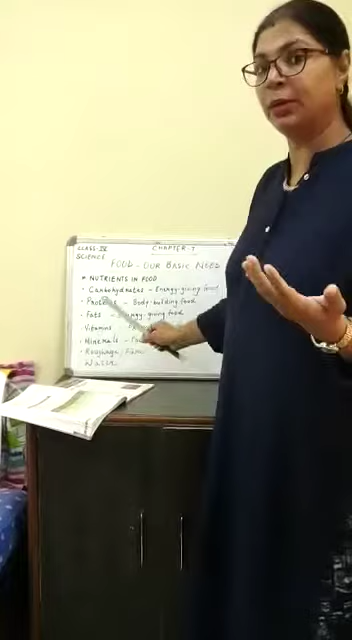 CLASS-IV CHAPTER-1
SCIENCE
FOOD - OUR BASIC NEED
* NUTRIENTS IN FOOD
· Carbohydrates - Energy-giving food
· Proteins - Body-building food
· Fats - Energy giving food
· Vitamins
· Minerals -
· Roughage
· Water